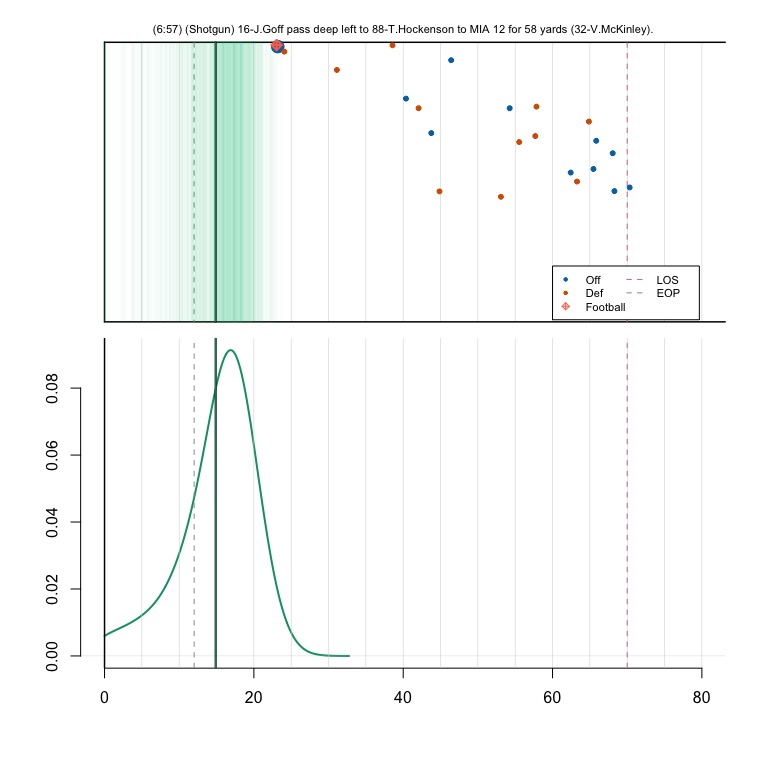 (6:57) (Shotgun) 16-J.Goff pass deep left to 88-T.Hockenson to MIA 12 for 58 yards (32-V.McKinley).
Off LOS
Def EOP
Football
0.08
0.06
0.04
0.02
0.00
0 20 40 60 80